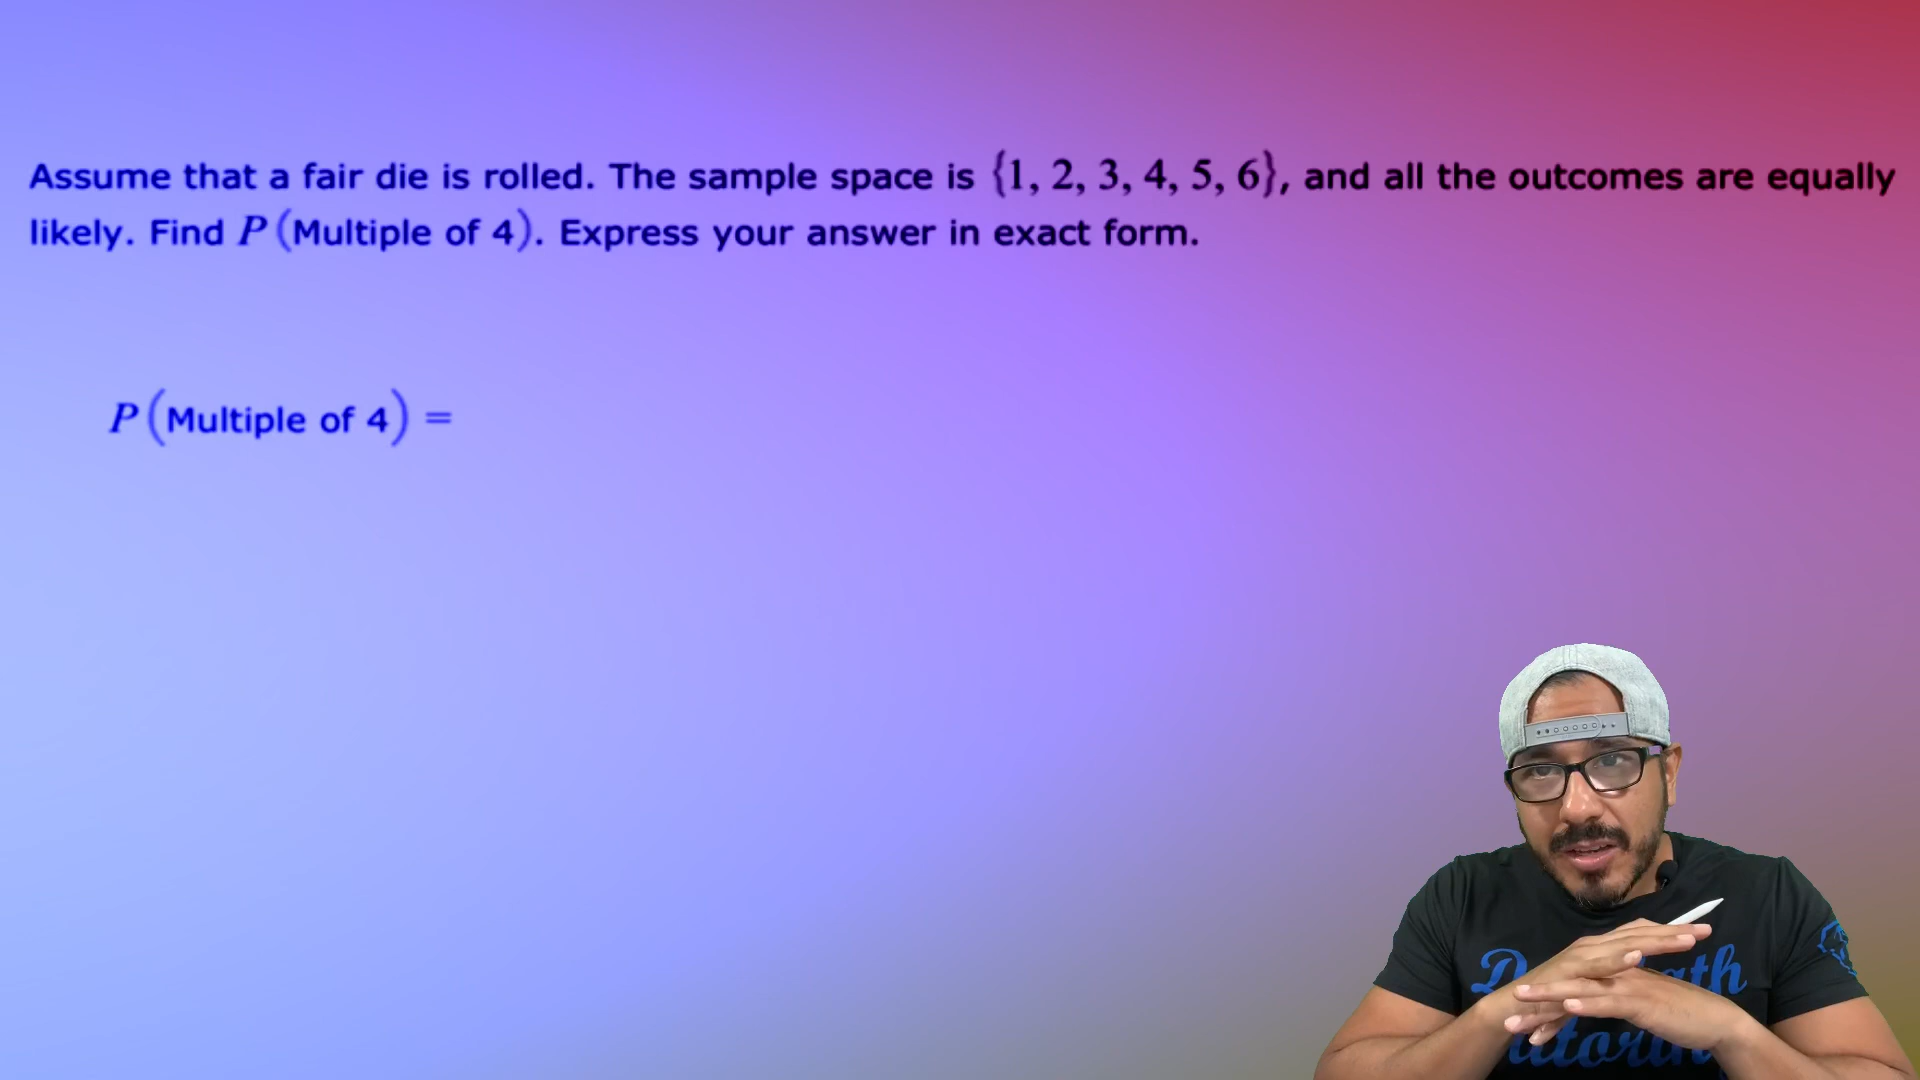 Assume that a fair die is rolled. The sample space is {1, 2, 3, 4, 5, 6}, and all the outcomes are equally
likely. Find P(Multiple of 4). Express your answer in exact form.
P(Multiple of 4) =